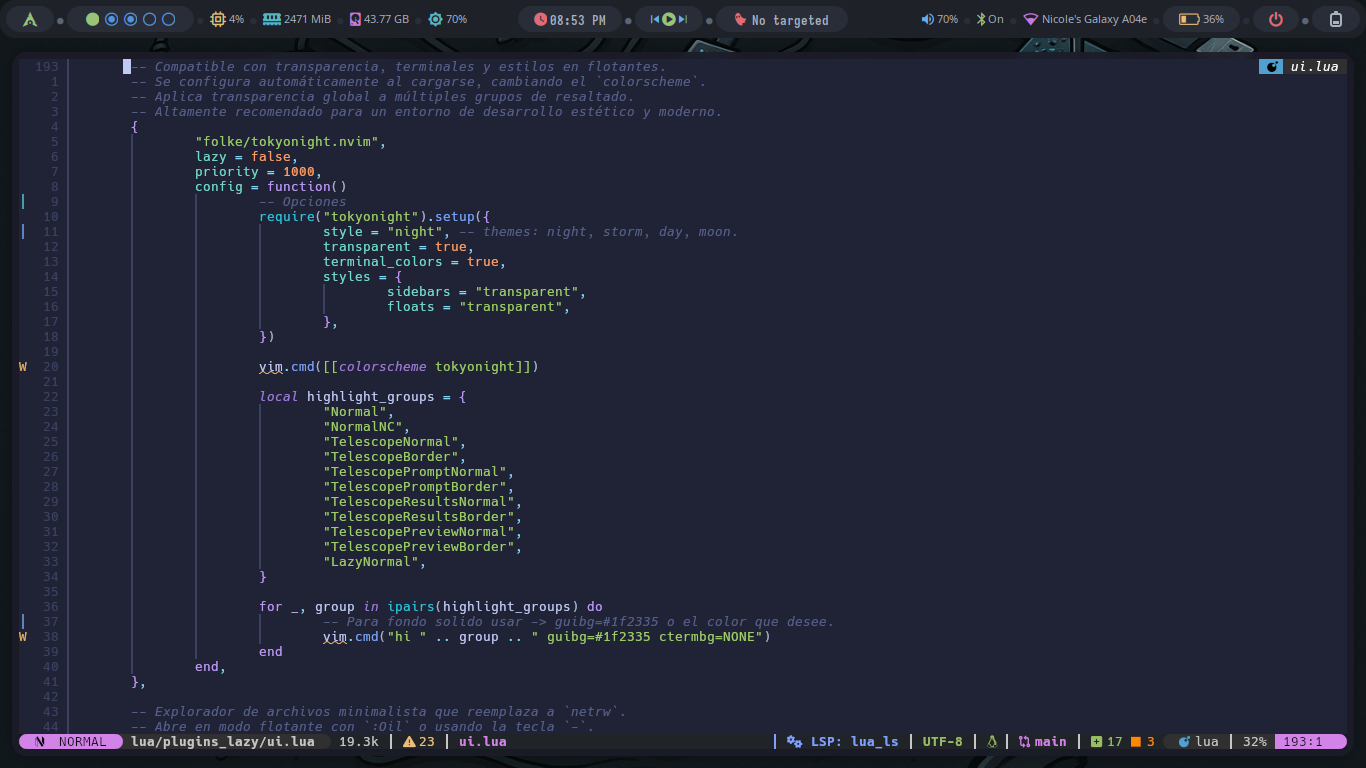 4% 2471 MiB 43.77 GB 70% 08:53 PM No targeted 70% On Nicole's Galaxy A04e 36%
193 -- Compatible con transparencia, terminales y estilos en flotantes. ui.lua
1 -- Se configura automáticamente al cargarse, cambiando el `colorscheme`.
2 -- Aplica transparencia global a múltiples grupos de resaltado.
3 -- Altamente recomendado para un entorno de desarrollo estético y moderno.
4 {
5 "folke/tokyonight.nvim",
6 lazy = false,
7 priority = 1000,
8 config = function()
9 -- Opciones
10 require("tokyonight").setup({
11 style = "night", -- themes: night, storm, day, moon.
12 transparent = true,
13 terminal_colors = true,
14 styles = {
15 sidebars = "transparent",
16 floats = "transparent",
17 },
18 })
19
W 20 vim.cmd([[colorscheme tokyonight]])
21
22 local highlight_groups = {
23 "Normal",
24 "NormalNC",
25 "TelescopeNormal",
26 "TelescopeBorder",
27 "TelescopePromptNormal",
28 "TelescopePromptBorder",
29 "TelescopeResultsNormal",
30 "TelescopeResultsBorder",
31 "TelescopePreviewNormal",
32 "TelescopePreviewBorder",
33 "LazyNormal",
34 }
35
36 for _, group in ipairs(highlight_groups) do
37 -- Para fondo solido usar -> guibg=#1f2335 o el color que desee.
W 38 vim.cmd("hi " .. group .. " guibg=#1f2335 ctermbg=NONE")
39 end
40 end,
41 },
42
43 -- Explorador de archivos minimalista que reemplaza a `netrw`.
44 -- Abre en modo flotante con `:Oil` o usando la tecla `-`.
NORMAL lua/plugins_lazy/ui.lua 19.3k 23 ui.lua LSP: lua_ls UTF-8 main 17 3 lua 32% 193:1